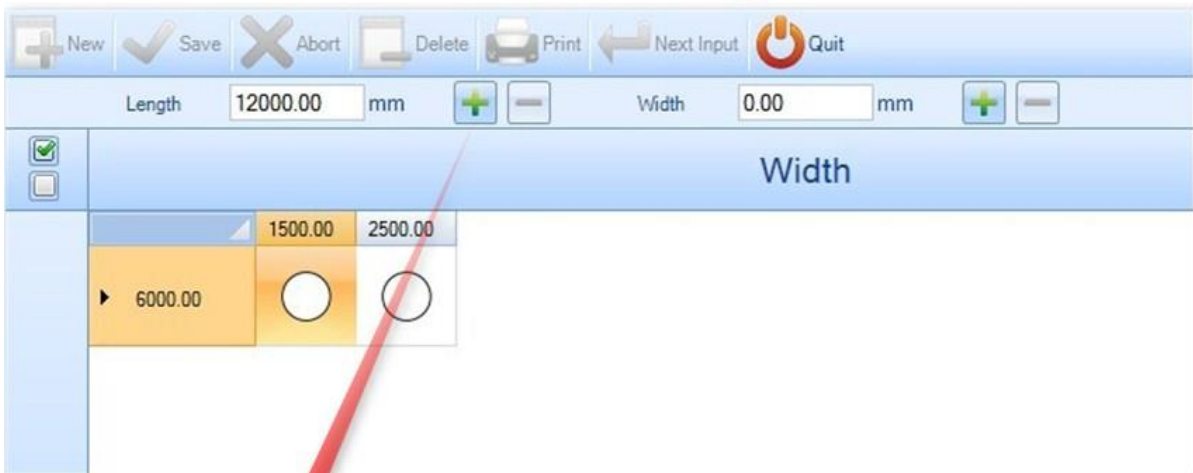 New Save Abort Delete Print Next Input Quit
Length 12000.00 mm Width 0.00 mm
Width
1500.00 2500.00
6000.00